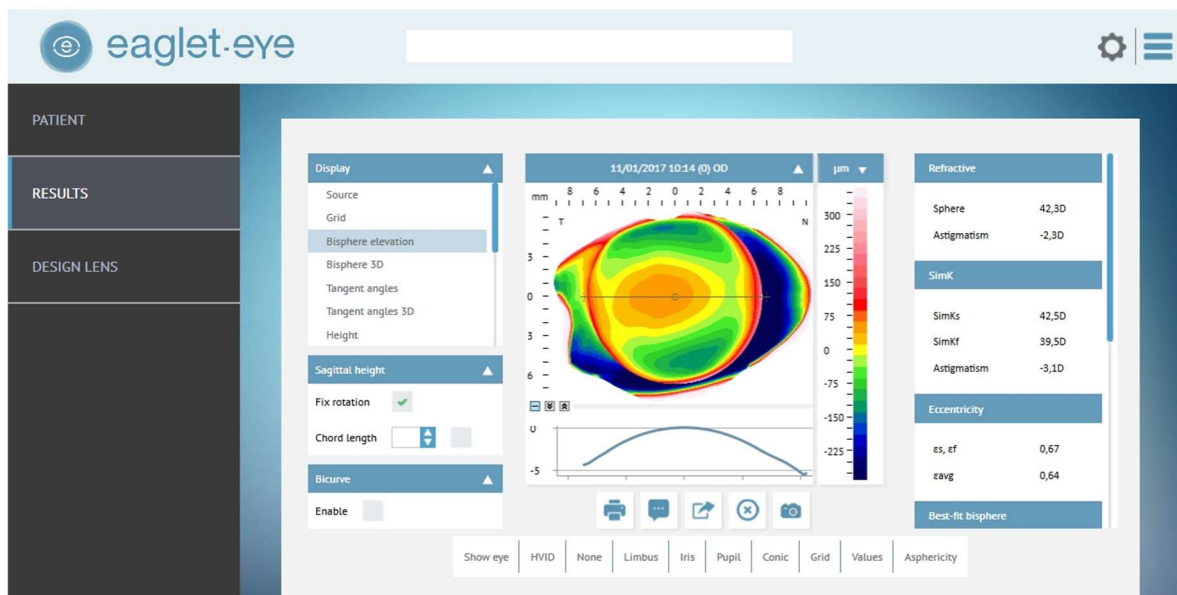 eaglet·eye
PATIENT
RESULTS
DESIGN LENS
Display
Source
Grid
Bisphere elevation
Bisphere 3D
Tangent angles
Tangent angles 3D
Height
Sagittal height
Fix rotation
Chord length
Bicurve
Enable
11/01/2017 10:14 (0) OD
mm 8 6 4 2 0 2 4 6 8
T N
3
0
3
6
0
-5
µm
300
225
150
75
0
-75
-150
-225
Refractive
Sphere 42,3D
Astigmatism -2,3D
SimK
SimKs 42,5D
SimKf 39,5D
Astigmatism -3,1D
Eccentricity
εs, εf 0,67
εavg 0,64
Best-fit bisphere
Show eye HVID None Limbus Iris Pupil Conic Grid Values Asphericity